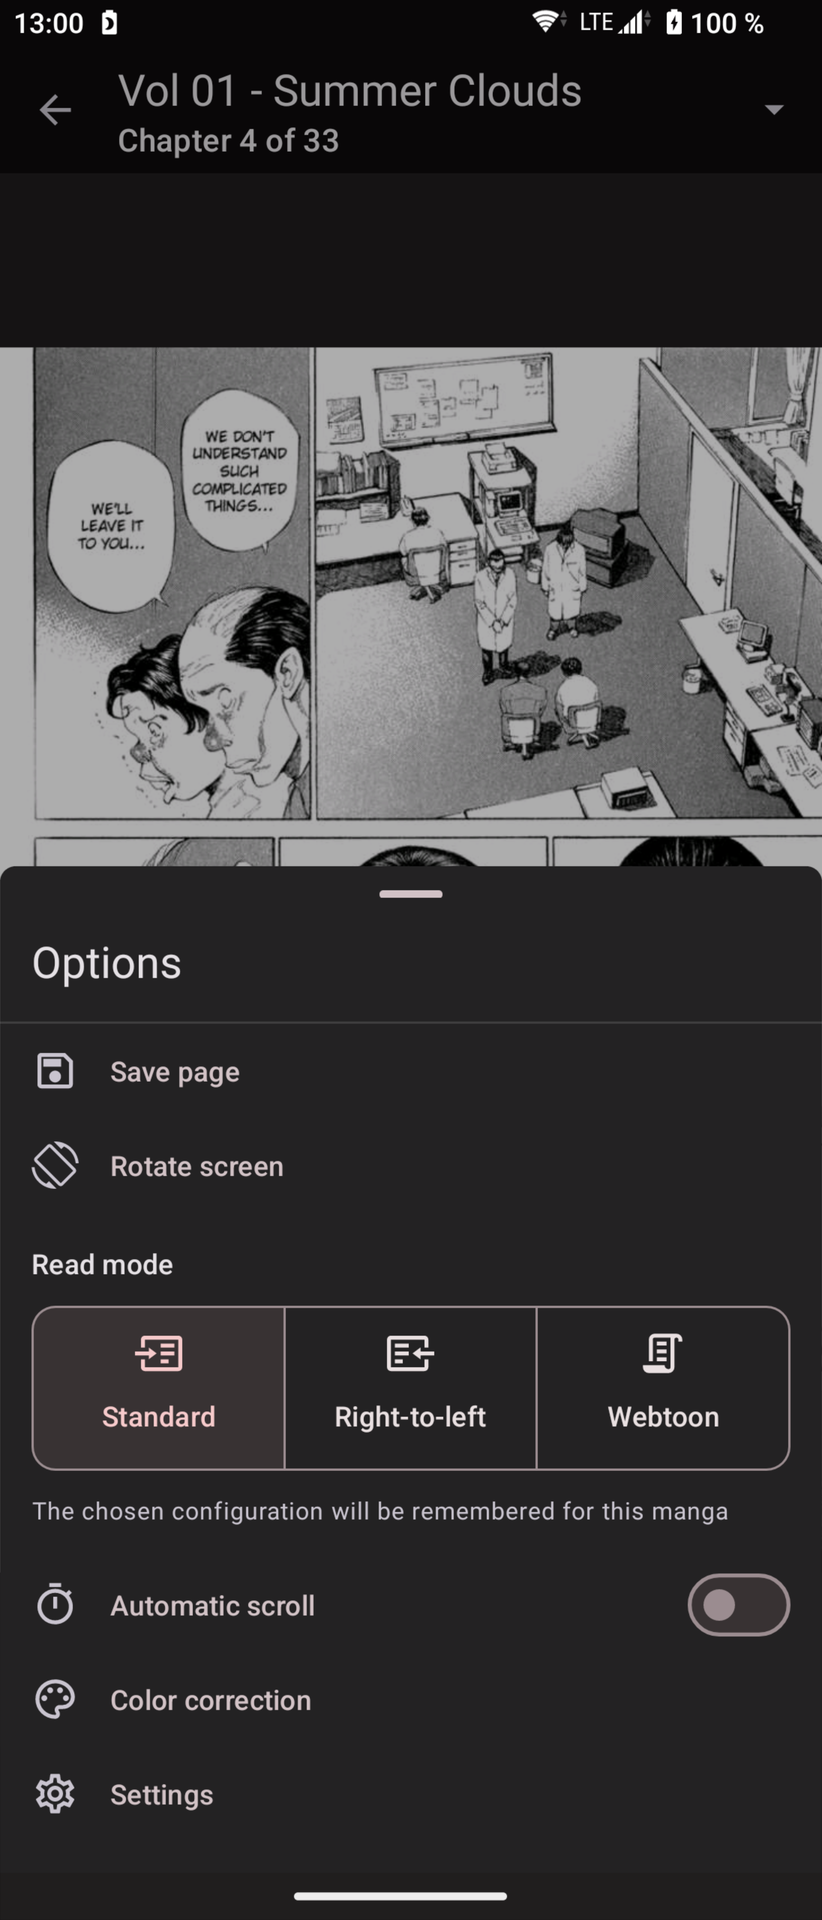 13:00
LTE
100 %
Vol 01 - Summer Clouds
Chapter 4 of 33
WE DON'T
UNDERSTAND
SUCH
COMPLICATED
THINGS...
WE'LL
LEAVE IT
TO YOU...
Options
Save page
Rotate screen
Read mode
Standard
Right-to-left
Webtoon
The chosen configuration will be remembered for this manga
Automatic scroll
Color correction
Settings